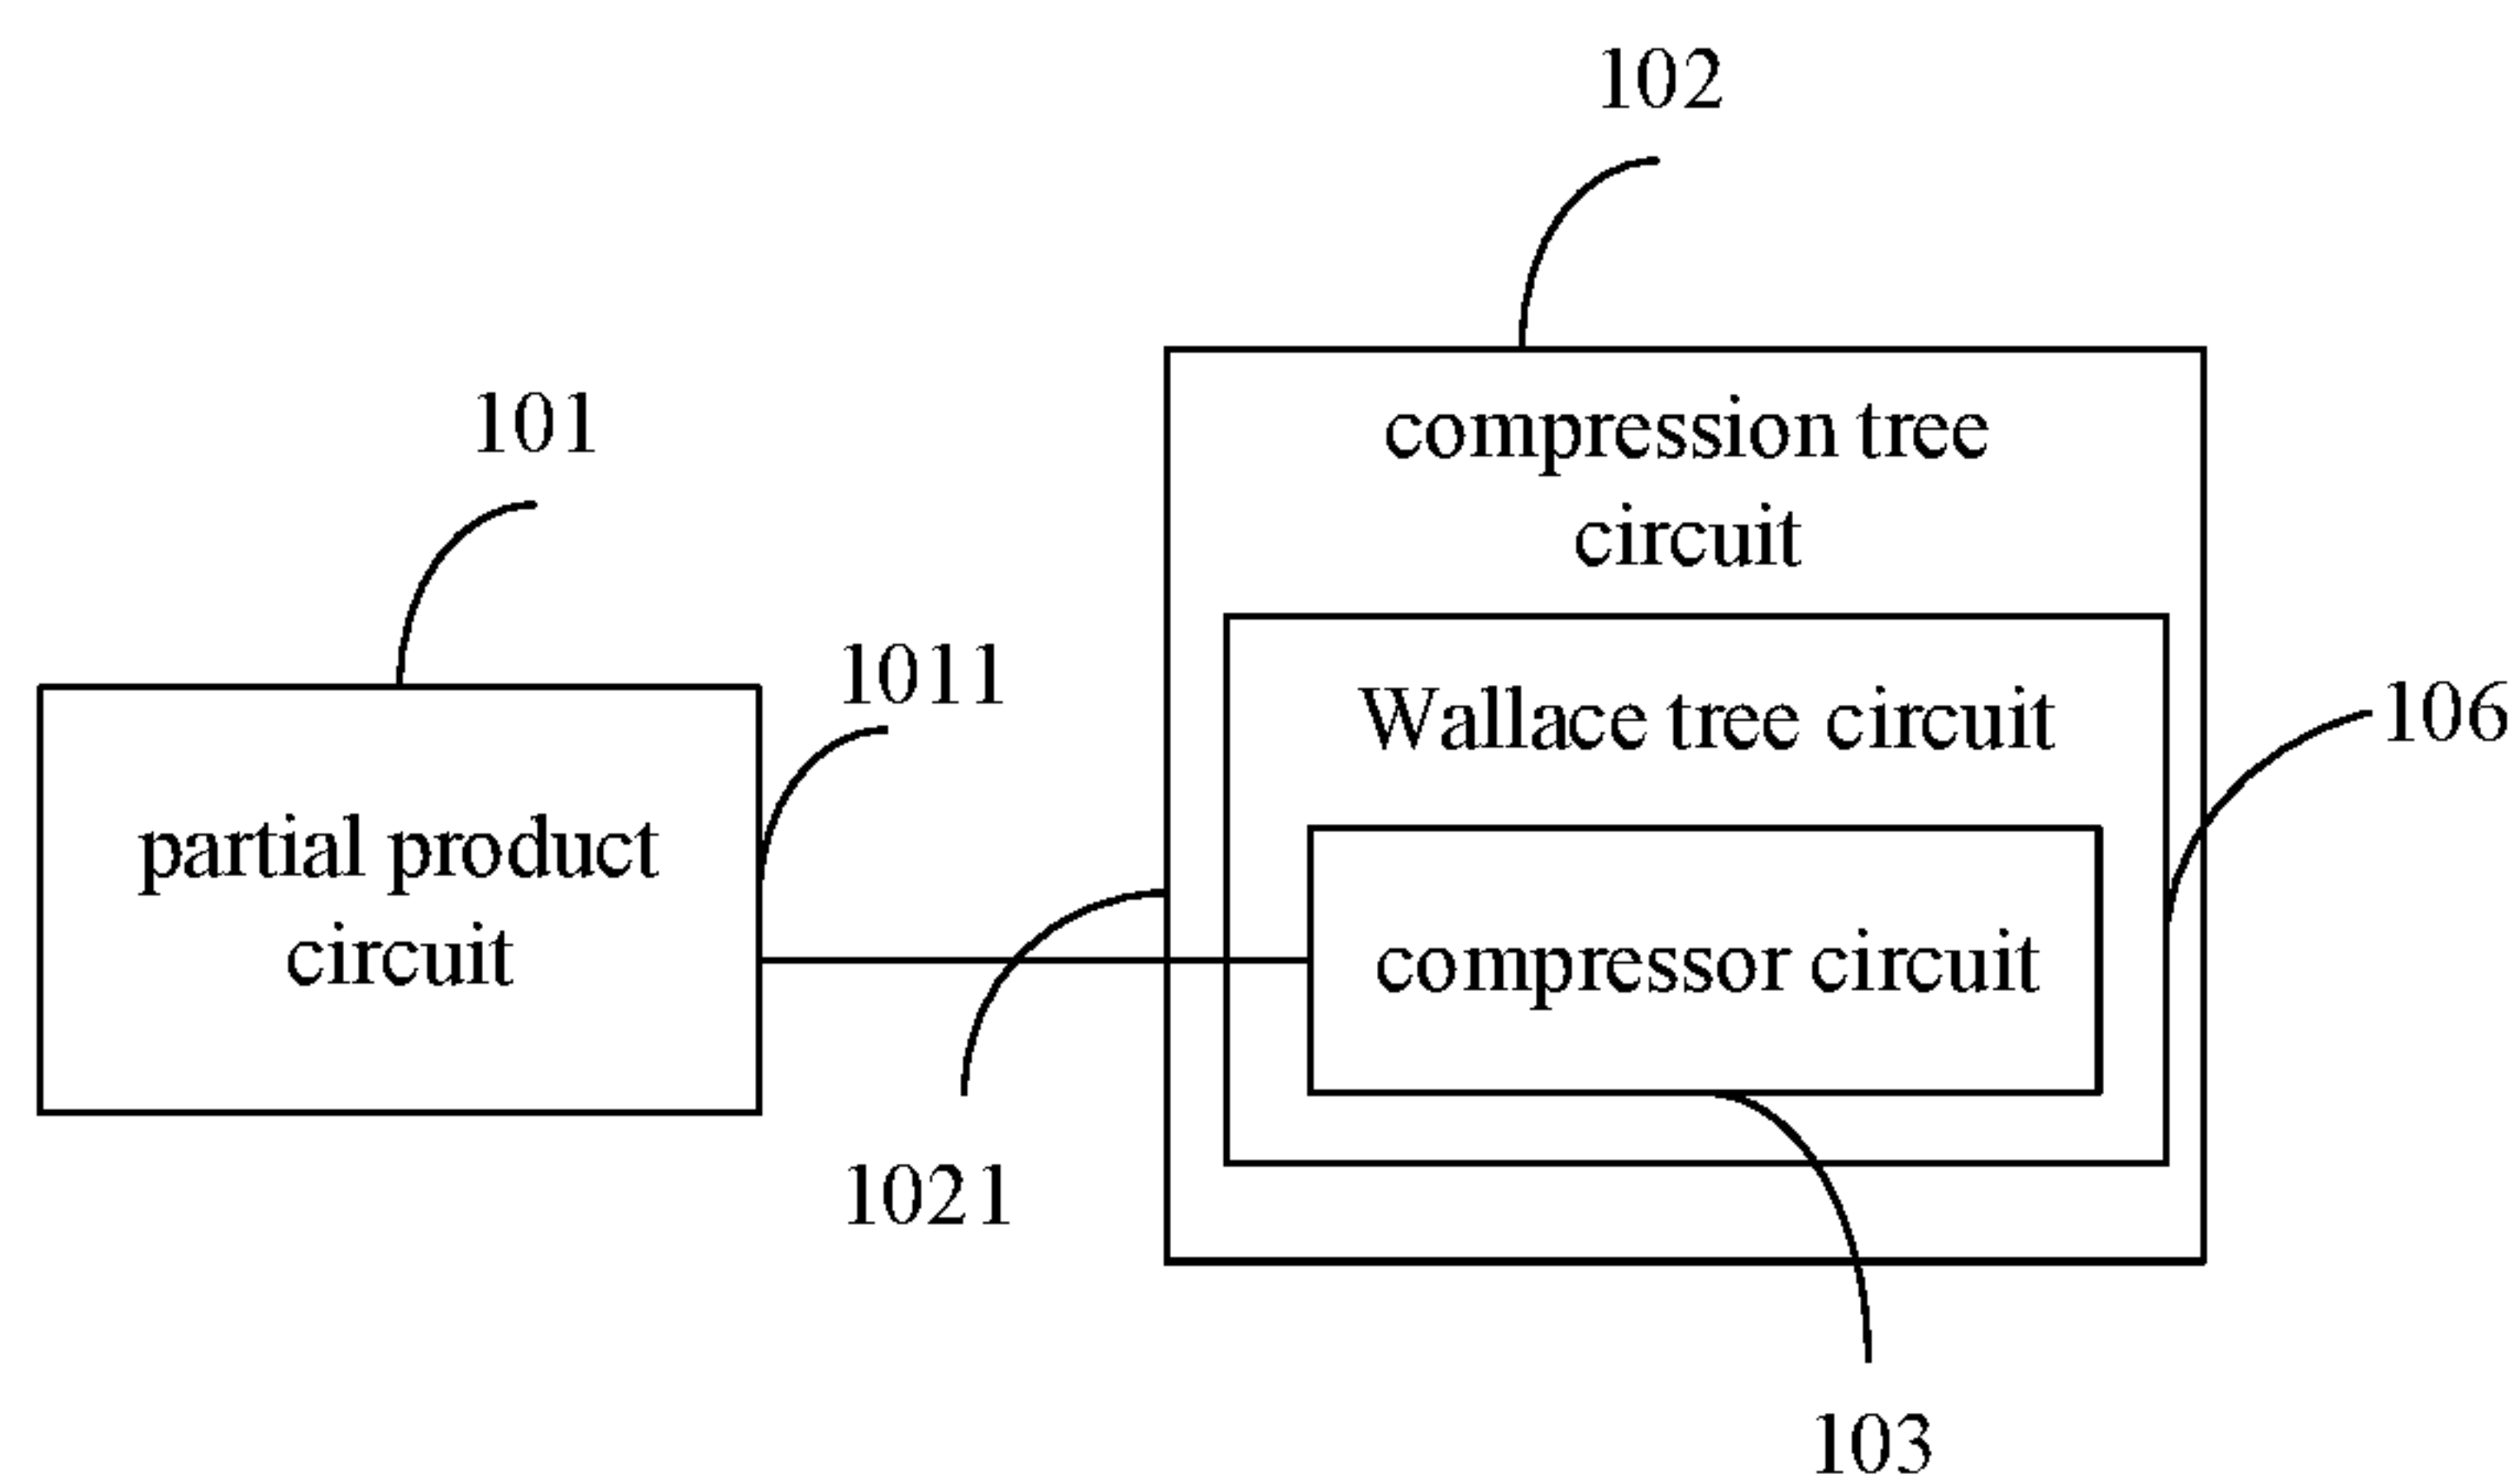 102
101
compression tree
circuit
1011
Wallace tree circuit
106
partial product
circuit
compressor circuit
1021
103